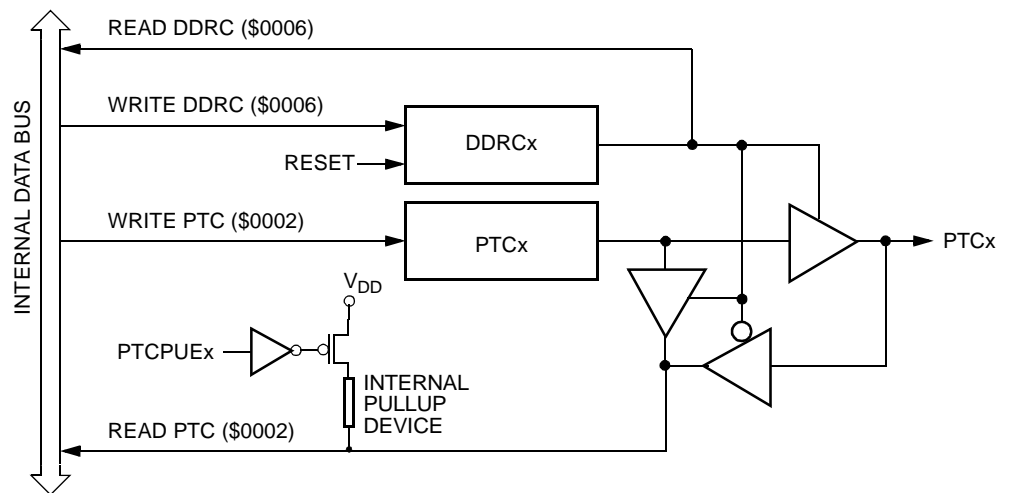 READ DDRC ($0006)
WRITE DDRC ($0006)
DDRCx
RESET
INTERNAL DATA BUS
WRITE PTC ($0002)
PTCx
PTCx
VDD
PTCPUEx
INTERNAL
PULLUP
DEVICE
READ PTC ($0002)